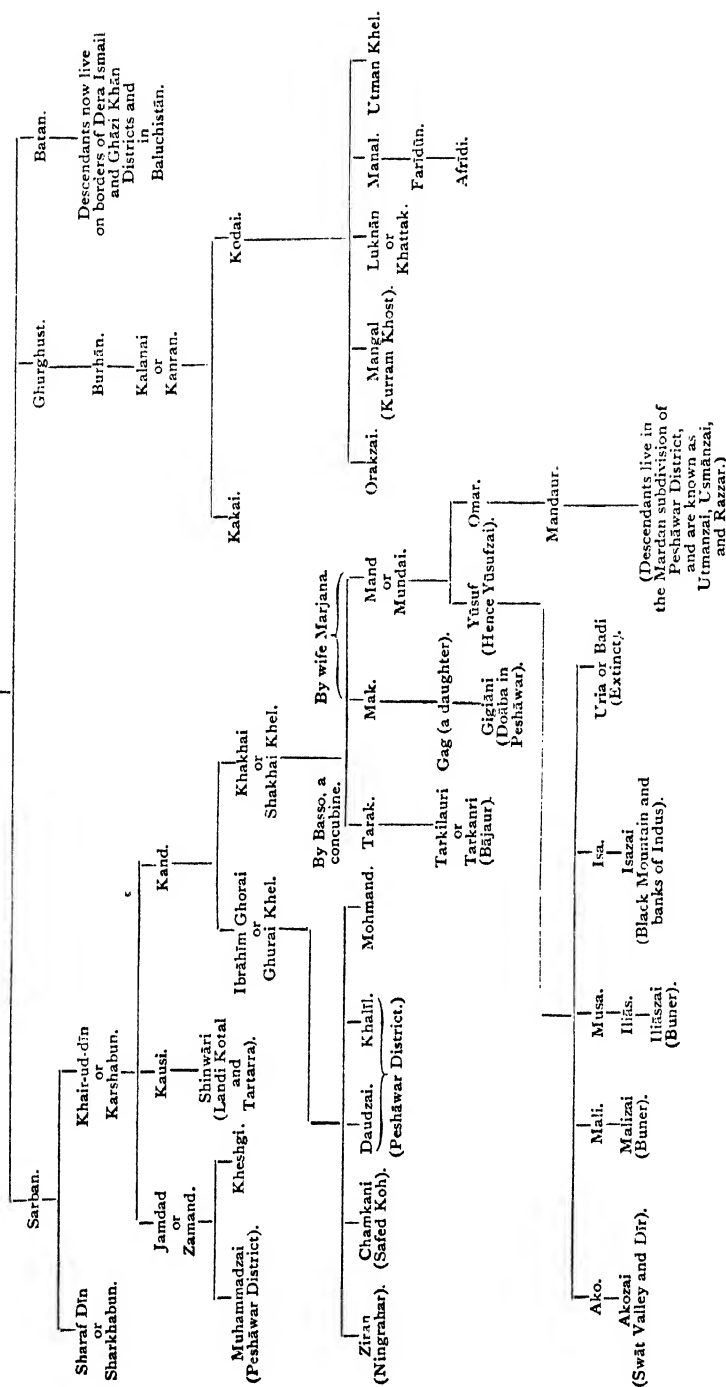 Sarban.
Ghurghust.
Batan.
Descendants now live
on borders of Dera Ismail
and Ghāzi Khān
Districts and
in
Baluchistān.
Burhān.
Kalanai
or
Kanran.
Sharaf Dīn
or
Sharkhabun.
Khair-ud-dīn
or
Karshabun.
Kakai.
Kodai.
Jamdad
or
Zamand.
Kausi.
Kand.
Shinwāri
(Landi Kotal
and
Tartarra).
Muhammadzai
(Peshāwar District).
Kheshgi.
Ibrāhīm Ghorai
or
Ghurai Khel.
Khakhai
or
Shakhai Khel.
Orakzai.
Mangal
(Kurram Khost).
Luknān
or
Khattak.
Manal.
Utman Khel.
Farīdūn.
Afrīdi.
By Basso, a
concubine.
By wife Marjana.
Ziran
(Ningrahar).
Chamkani
(Safed Koh).
Daudzai.
Khalīl.
(Peshāwar District.)
Mohmand.
Tarak.
Mak.
Mand
or
Mundai.
Tarkilauri
or
Tarkanri
(Bājaur).
Gag (a daughter).
Gigiāni
(Doāba in
Peshāwar).
Yūsuf
(Hence Yūsufzai).
Omar.
Mandaur.
(Descendants live in
the Mardan subdivision of
Peshāwar District,
and are known as
Utmanzai, Usmānzai,
and Razzar.)
Ako.
Akozai
(Swāt Valley and Dīr).
Mali.
Malizai
(Buner).
Musa.
Iliās.
Iliāszai
(Buner).
Isa.
Isazai
(Black Mountain and
banks of Indus).
Uria or Badi
(Extinct).